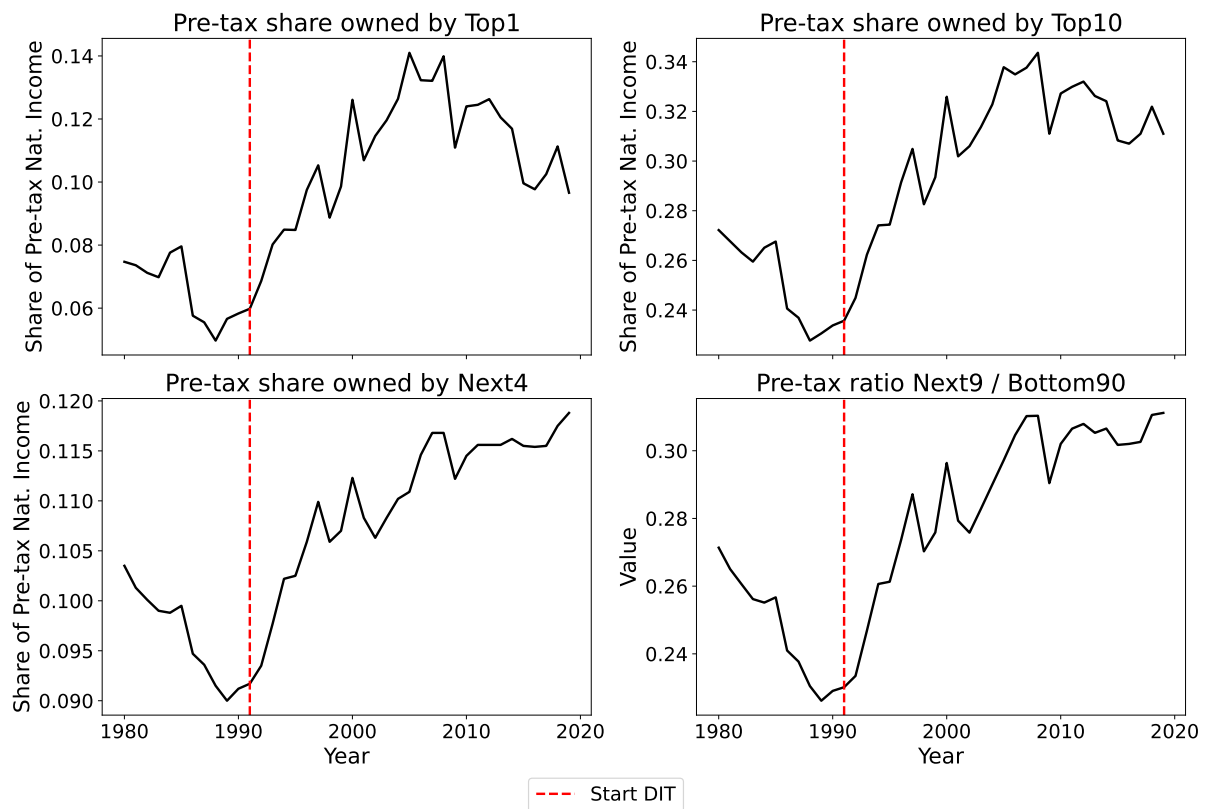 Pre-tax share owned by Top1
Share of Pre-tax Nat. Income
0.14
0.12
0.10
0.08
0.06
Pre-tax share owned by Top10
Share of Pre-tax Nat. Income
0.34
0.32
0.30
0.28
0.26
0.24
Pre-tax share owned by Next4
Share of Pre-tax Nat. Income
0.120
0.115
0.110
0.105
0.100
0.095
0.090
1980 1990 2000 2010 2020
Year
Pre-tax ratio Next9 / Bottom90
Value
0.30
0.28
0.26
0.24
1980 1990 2000 2010 2020
Year
Start DIT